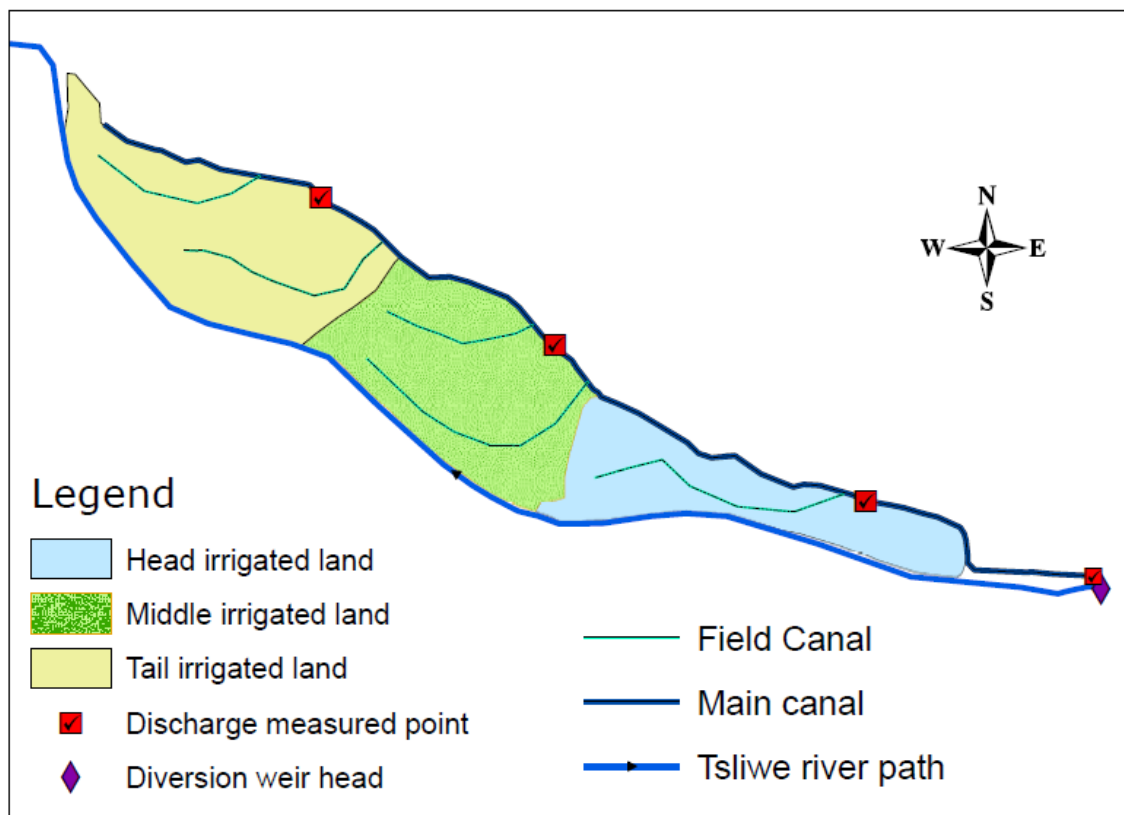 N
W E
S
Legend
Head irrigated land
Middle irrigated land
Tail irrigated land
Discharge measured point
Diversion weir head
Field Canal
Main canal
Tsliwe river path